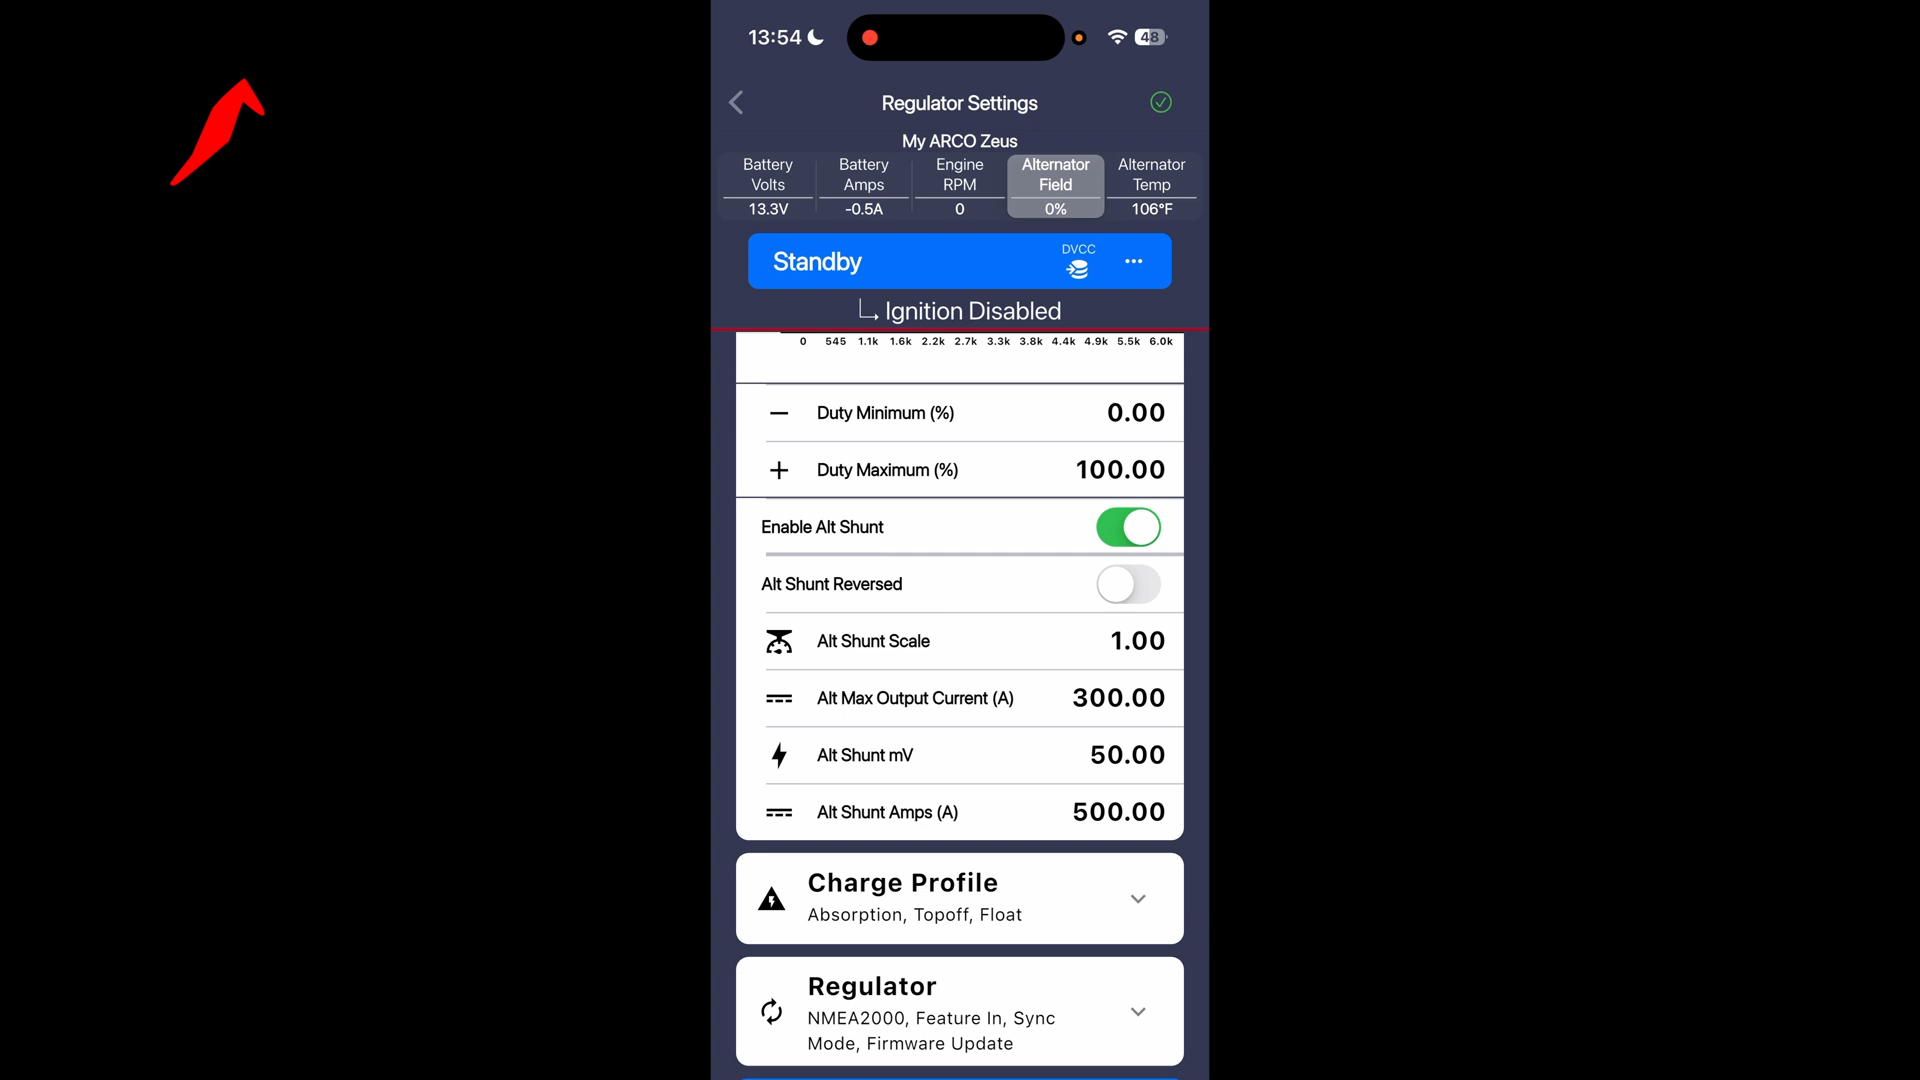 13:54
48
Regulator Settings
My ARCO Zeus
Battery Volts
13.3V
Battery Amps
-0.5A
Engine RPM
0
Alternator Field
0%
Alternator Temp
106°F
Standby
DVCC
Ignition Disabled
0 545 1.1k 1.6k 2.2k 2.7k 3.3k 3.8k 4.4k 4.9k 5.5k 6.0k
Duty Minimum (%) 0.00
Duty Maximum (%) 100.00
Enable Alt Shunt
Alt Shunt Reversed
Alt Shunt Scale 1.00
Alt Max Output Current (A) 300.00
Alt Shunt mV 50.00
Alt Shunt Amps (A) 500.00
Charge Profile
Absorption, Topoff, Float
Regulator
NMEA2000, Feature In, Sync
Mode, Firmware Update